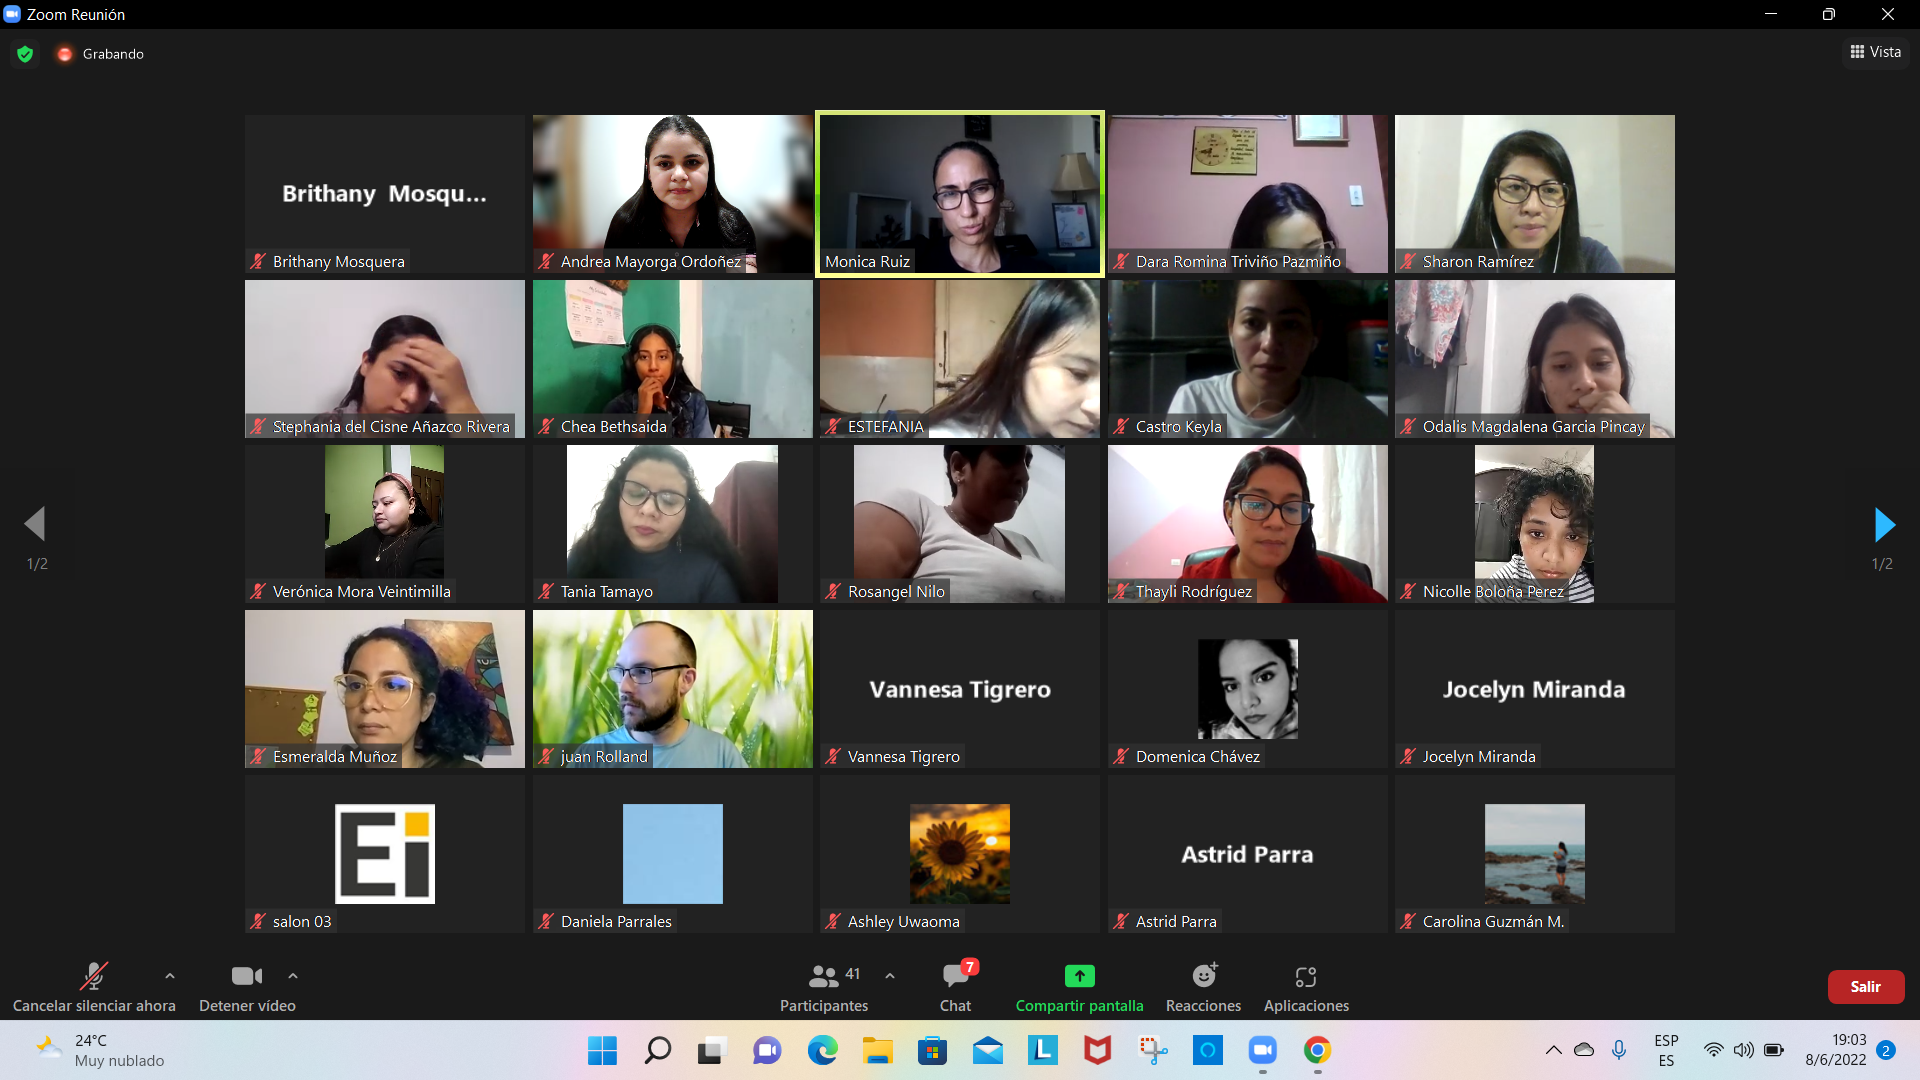 Zoom Reunión
Grabando
Vista
Brithany Mosqu...
Brithany Mosquera
Andrea Mayorga Ordoñez
Monica Ruiz
Dara Romina Triviño Pazmiño
Sharon Ramírez
Stephania del Cisne Añazco Rivera
Chea Bethsaida
ESTEFANIA
Castro Keyla
Odalis Magdalena Garcia Pincay
1/2
1/2
Verónica Mora Veintimilla
Tania Tamayo
Rosangel Nilo
Thayli Rodríguez
Nicolle Boloña Perez
Vannesa Tigrero
Jocelyn Miranda
Esmeralda Muñoz
juan Rolland
Vannesa Tigrero
Domenica Chávez
Jocelyn Miranda
Ei
Astrid Parra
salon 03
Daniela Parrales
Ashley Uwaoma
Astrid Parra
Carolina Guzmán M.
Cancelar silenciar ahora
Detener vídeo
41
Participantes
7
Chat
Compartir pantalla
Reacciones
Aplicaciones
Salir
24°C
Muy nublado
L
ESP
ES
19:03
8/6/2022
2